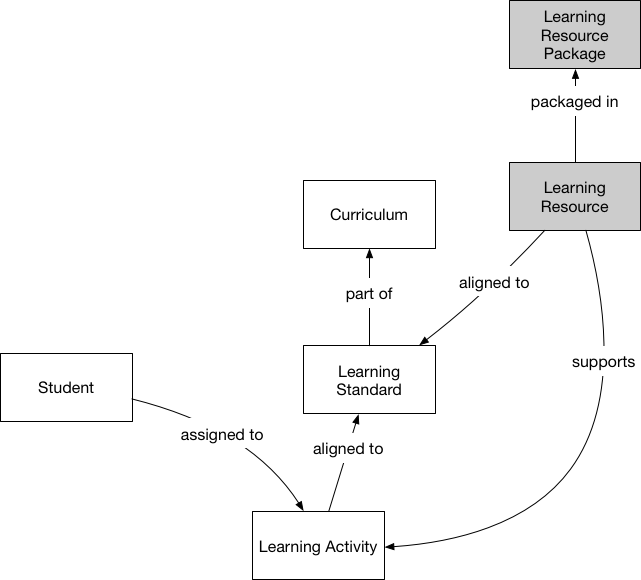 Learning
Resource
Package
packaged in
Learning
Resource
Curriculum
aligned to
part of
supports
Learning
Standard
Student
assigned to
aligned to
Learning Activity